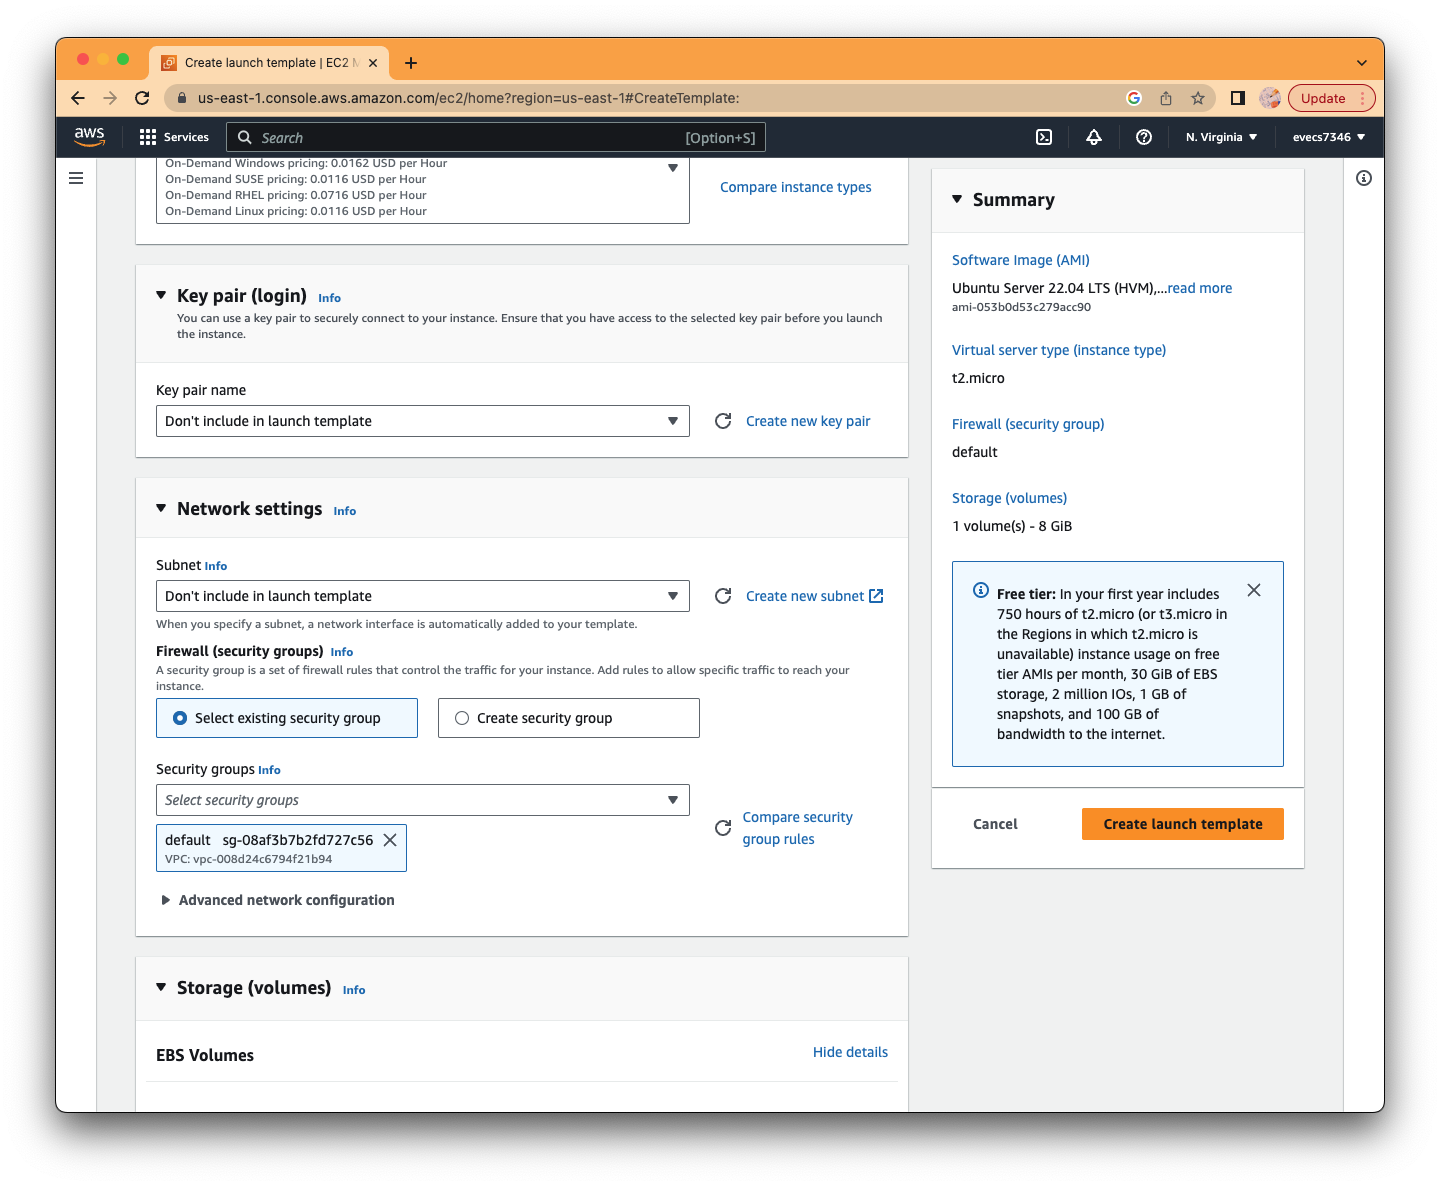 Create launch template | EC2 M
us-east-1.console.aws.amazon.com/ec2/home?region=us-east-1#CreateTemplate:
Update
aws
Services
Search
[Option+S]
N. Virginia
evecs7346
On-Demand Windows pricing: 0.0162 USD per Hour
On-Demand SUSE pricing: 0.0116 USD per Hour
On-Demand RHEL pricing: 0.0716 USD per Hour
On-Demand Linux pricing: 0.0116 USD per Hour
Compare instance types
Key pair (login) Info
You can use a key pair to securely connect to your instance. Ensure that you have access to the selected key pair before you launch
the instance.
Key pair name
Don't include in launch template
Create new key pair
Network settings Info
Subnet Info
Don't include in launch template
Create new subnet
When you specify a subnet, a network interface is automatically added to your template.
Firewall (security groups) Info
A security group is a set of firewall rules that control the traffic for your instance. Add rules to allow specific traffic to reach your
instance.
Select existing security group
Create security group
Security groups Info
Select security groups
Compare security
group rules
default sg-08af3b7b2fd727c56
VPC: vpc-008d24c6794f21b94
Advanced network configuration
Storage (volumes) Info
EBS Volumes
Hide details
Summary
Software Image (AMI)
Ubuntu Server 22.04 LTS (HVM),...read more
ami-053b0d53c279acc90
Virtual server type (instance type)
t2.micro
Firewall (security group)
default
Storage (volumes)
1 volume(s) - 8 GiB
Free tier: In your first year includes
750 hours of t2.micro (or t3.micro in
the Regions in which t2.micro is
unavailable) instance usage on free
tier AMIs per month, 30 GiB of EBS
storage, 2 million IOs, 1 GB of
snapshots, and 100 GB of
bandwidth to the internet.
Cancel
Create launch template